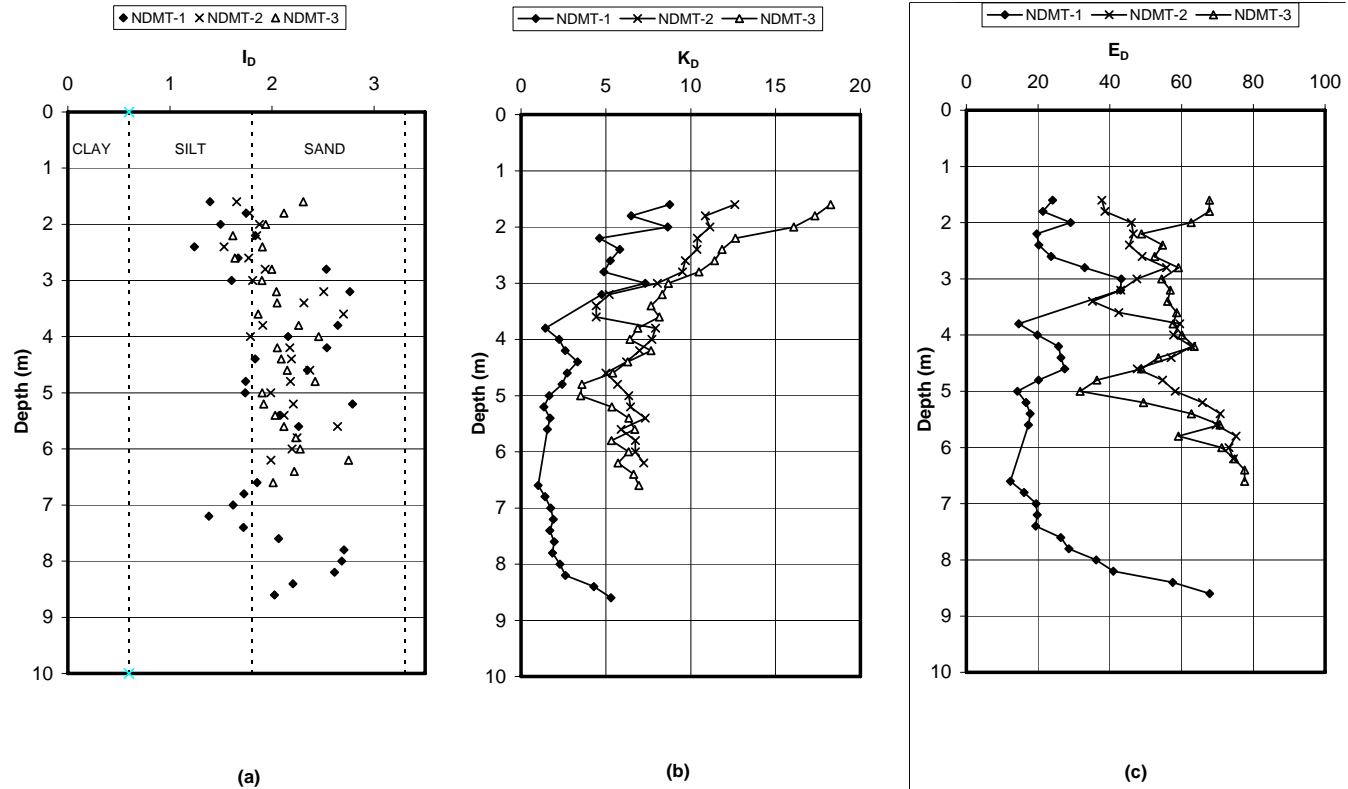 NDMT-1 NDMT-2 NDMT-3
I_D
0 1 2 3
0
1
2
3
4
5
6
7
8
9
10
Depth (m)
CLAY SILT SAND
(a)
NDMT-1 NDMT-2 NDMT-3
K_D
0 5 10 15 20
0
1
2
3
4
5
6
7
8
9
10
Depth (m)
(b)
NDMT-1 NDMT-2 NDMT-3
E_D
0 20 40 60 80 100
0
1
2
3
4
5
6
7
8
9
10
Depth (m)
(c)